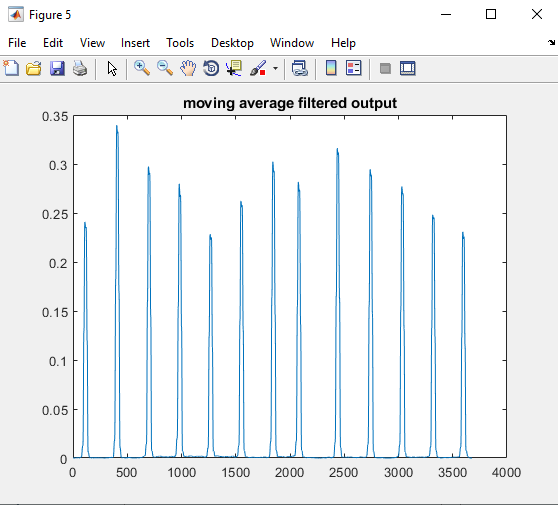 Figure 5
File Edit View Insert Tools Desktop Window Help
moving average filtered output
0.35
0.3
0.25
0.2
0.15
0.1
0.05
0
0 500 1000 1500 2000 2500 3000 3500 4000